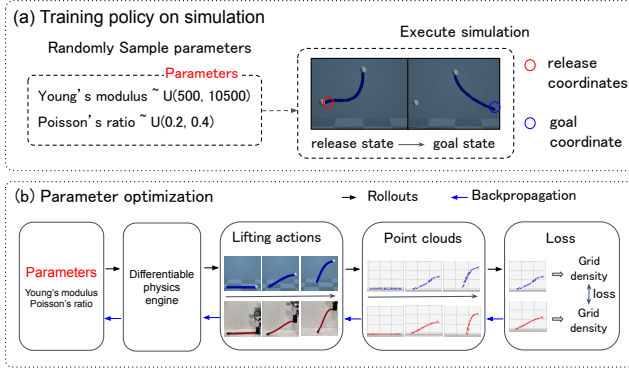 (a) Training policy on simulation
Randomly Sample parameters
Parameters
Young's modulus ~ U(500, 10500)
Poisson's ratio ~ U(0.2, 0.4)
Execute simulation
release state → goal state
release
coordinates
goal
coordinate
(b) Parameter optimization
→ Rollouts
← Backpropagation
Parameters
Young's modulus
Poisson's ratio
Differentiable
physics
engine
Lifting actions
Point clouds
Loss
Grid
density
loss
Grid
density